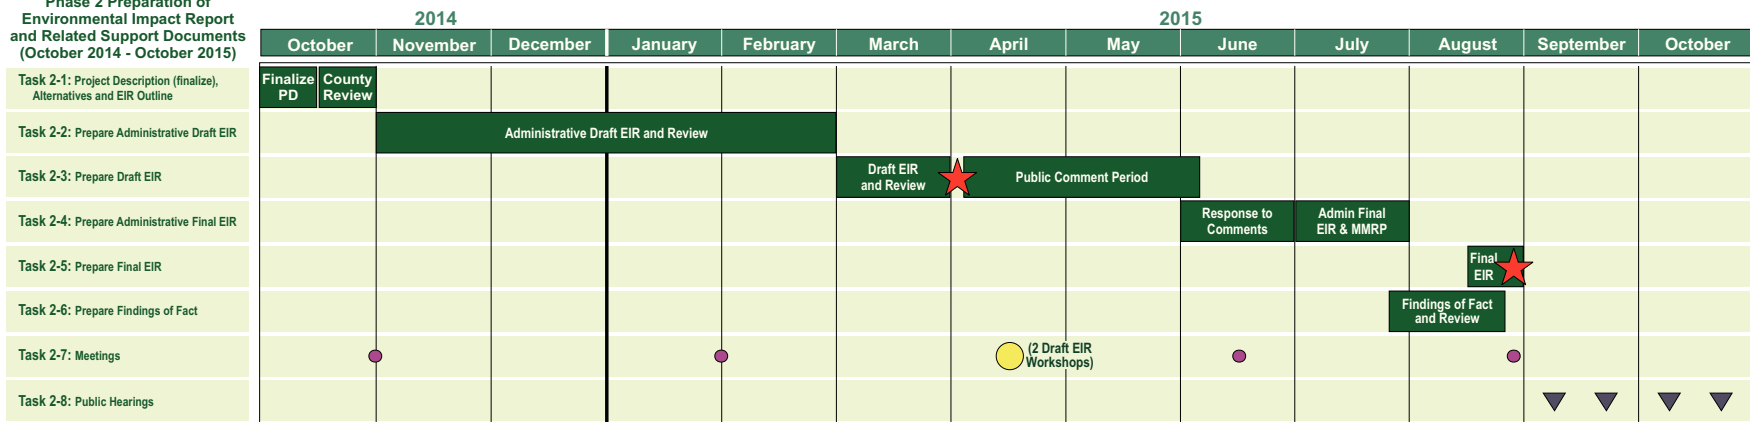 Phase 2 Preparation of
Environmental Impact Report
and Related Support Documents
(October 2014 - October 2015)
2014
2015
October
November
December
January
February
March
April
May
June
July
August
September
October
Task 2-1: Project Description (finalize),
Alternatives and EIR Outline
Finalize
PD
County
Review
Task 2-2: Prepare Administrative Draft EIR
Administrative Draft EIR and Review
Task 2-3: Prepare Draft EIR
Draft EIR
and Review
Public Comment Period
Task 2-4: Prepare Administrative Final EIR
Response to
Comments
Admin Final
EIR & MMRP
Task 2-5: Prepare Final EIR
Final
EIR
Task 2-6: Prepare Findings of Fact
Findings of Fact
and Review
Task 2-7: Meetings
(2 Draft EIR
Workshops)
Task 2-8: Public Hearings